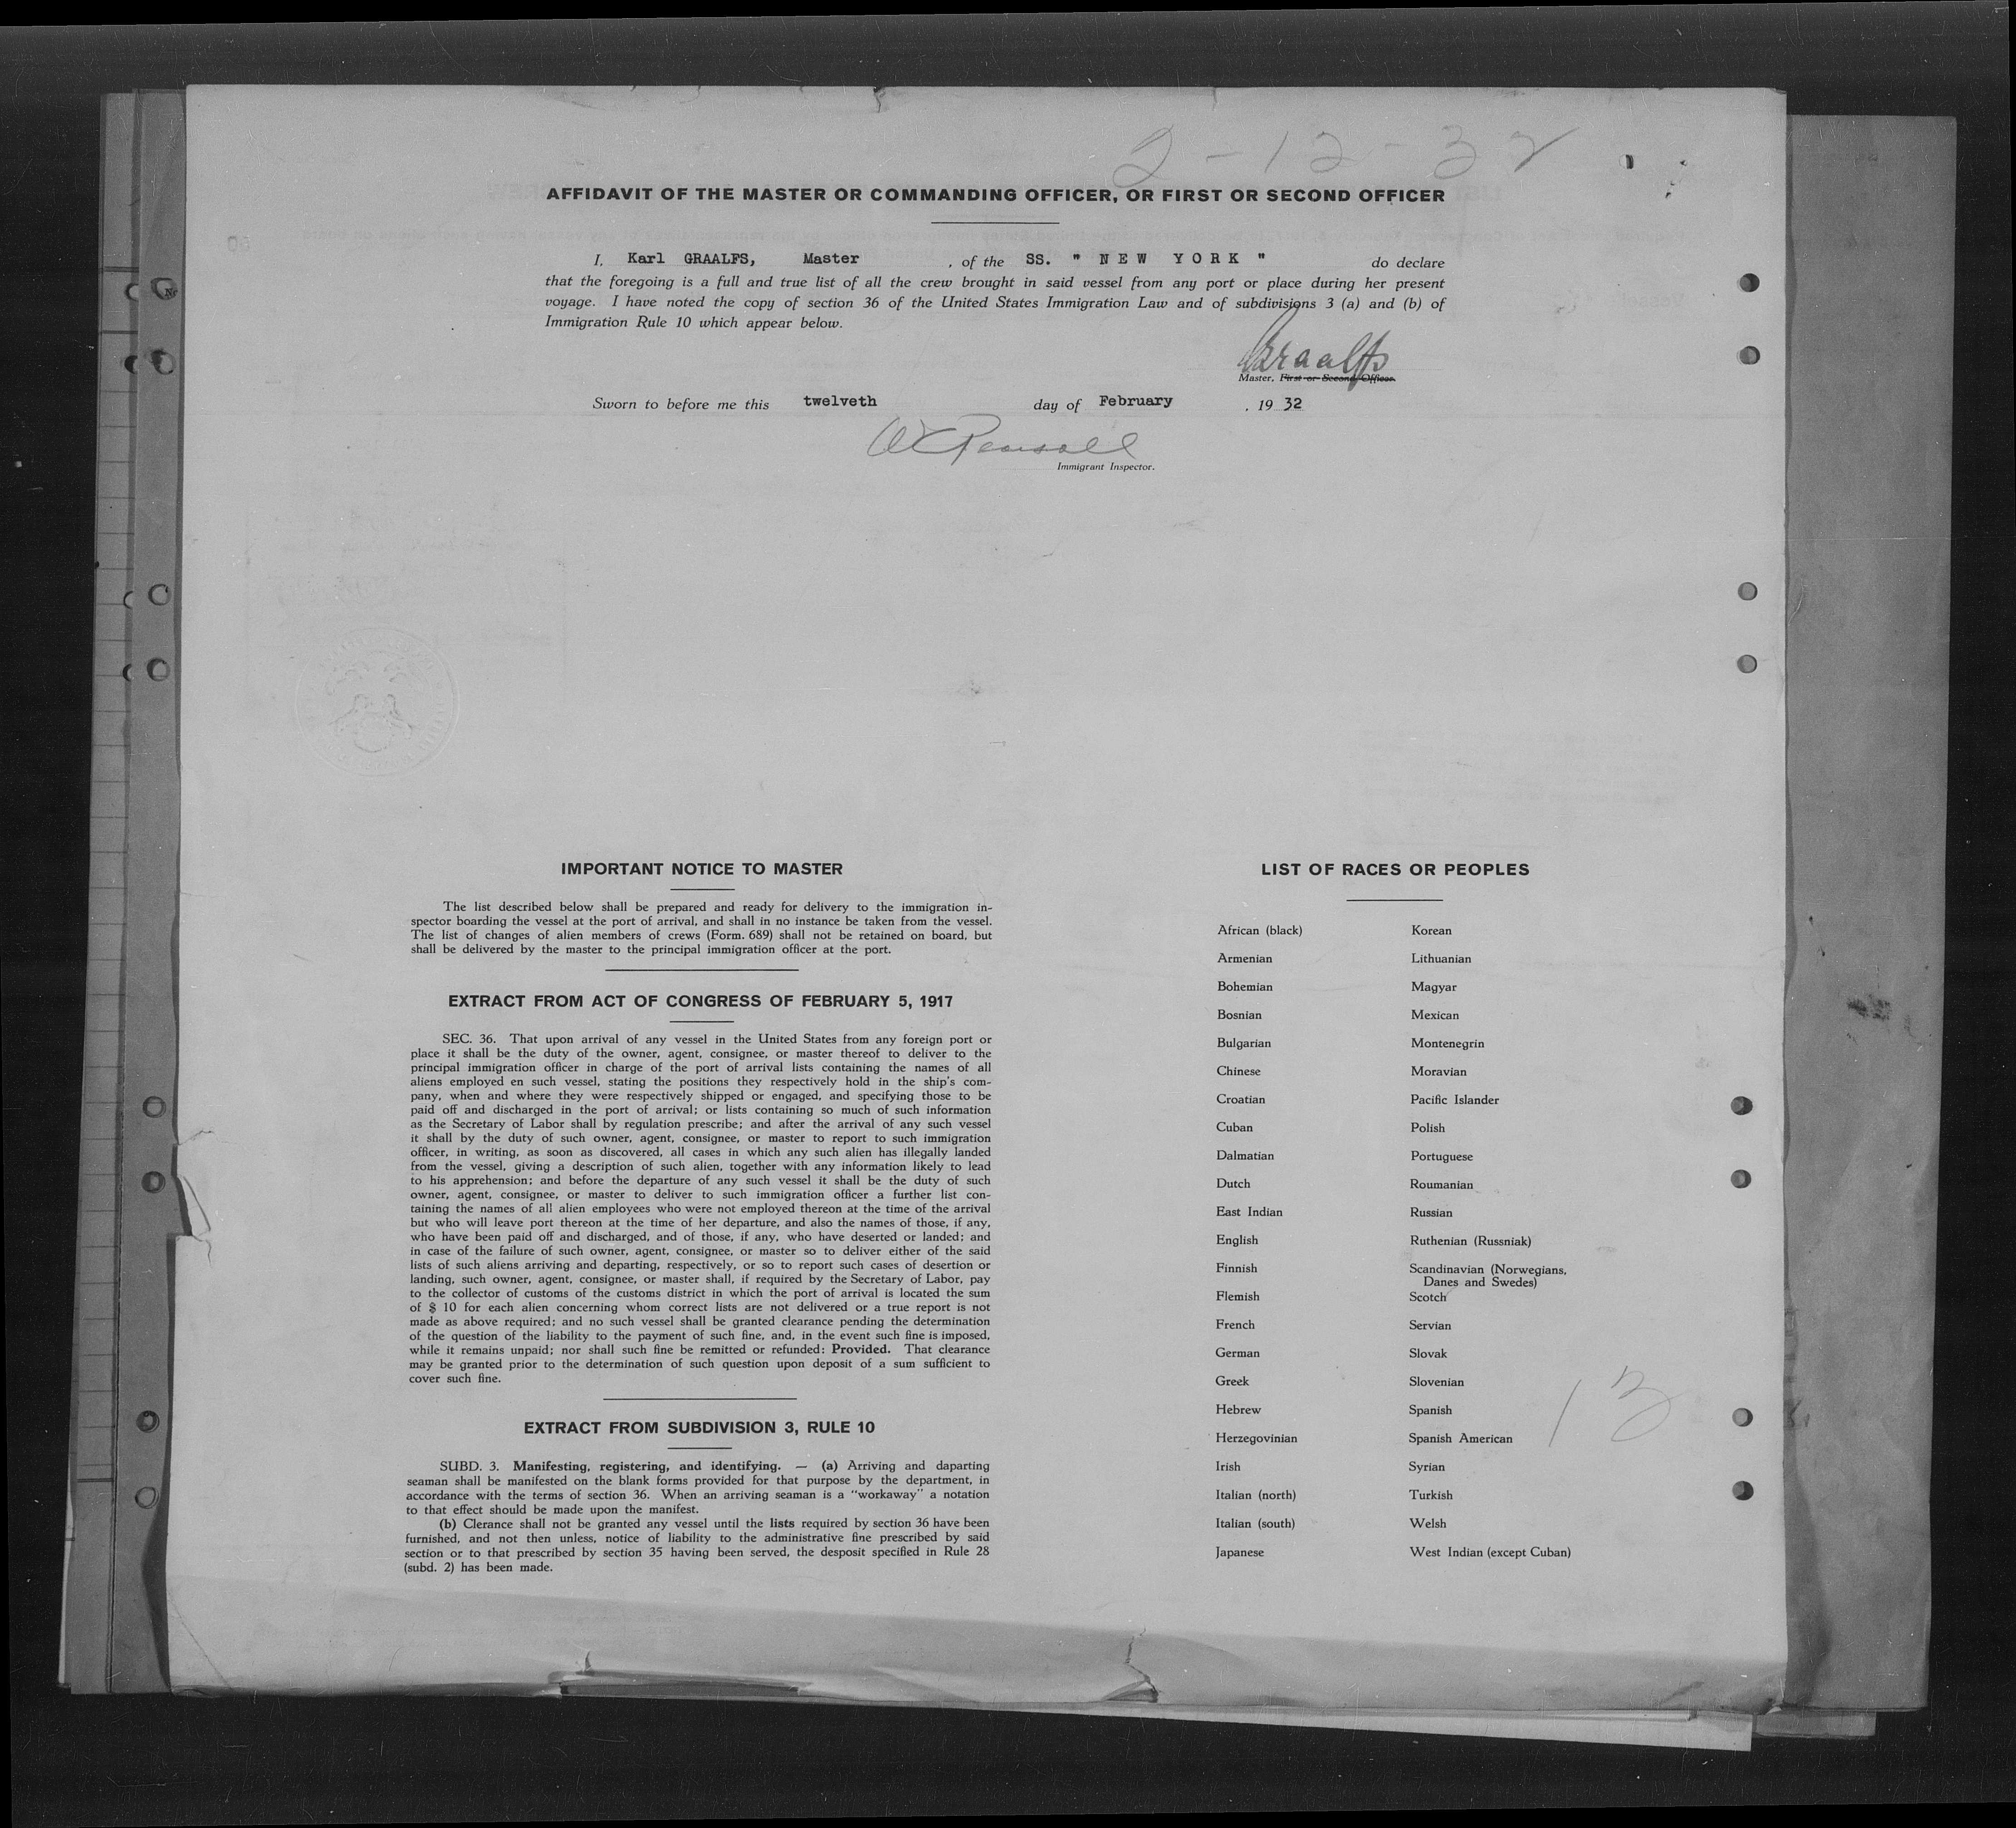 2-12-32
AFFIDAVIT OF THE MASTER OR COMMANDING OFFICER, OR FIRST OR SECOND OFFICER
I, Karl GRAALFS, Master , of the SS. " NEW YORK " do declare
that the foregoing is a full and true list of all the crew brought in said vessel from any port or place during her present
voyage. I have noted the copy of section 36 of the United States Immigration Law and of subdivisions 3 (a) and (b) of
Immigration Rule 10 which appear below.
Graalfs
Master, First or Second Officer.
Sworn to before me this twelveth day of February , 19 32
Immigrant Inspector.
IMPORTANT NOTICE TO MASTER
The list described below shall be prepared and ready for delivery to the immigration in-
spector boarding the vessel at the port of arrival, and shall in no instance be taken from the vessel.
The list of changes of alien members of crews (Form. 689) shall not be retained on board, but
shall be delivered by the master to the principal immigration officer at the port.
EXTRACT FROM ACT OF CONGRESS OF FEBRUARY 5, 1917
SEC. 36. That upon arrival of any vessel in the United States from any foreign port or
place it shall be the duty of the owner, agent, consignee, or master thereof to deliver to the
principal immigration officer in charge of the port of arrival lists containing the names of all
aliens employed en such vessel, stating the positions they respectively hold in the ship's com-
pany, when and where they were respectively shipped or engaged, and specifying those to be
paid off and discharged in the port of arrival; or lists containing so much of such information
as the Secretary of Labor shall by regulation prescribe; and after the arrival of any such vessel
it shall by the duty of such owner, agent, consignee, or master to report to such immigration
officer, in writing, as soon as discovered, all cases in which any such alien has illegally landed
from the vessel, giving a description of such alien, together with any information likely to lead
to his apprehension; and before the departure of any such vessel it shall be the duty of such
owner, agent, consignee, or master to deliver to such immigration officer a further list con-
taining the names of all alien employees who were not employed thereon at the time of the arrival
but who will leave port thereon at the time of her departure, and also the names of those, if any,
who have been paid off and discharged, and of those, if any, who have deserted or landed; and
in case of the failure of such owner, agent, consignee, or master so to deliver either of the said
lists of such aliens arriving and departing, respectively, or so to report such cases of desertion or
landing, such owner, agent, consignee, or master shall, if required by the Secretary of Labor, pay
to the collector of customs of the customs district in which the port of arrival is located the sum
of $ 10 for each alien concerning whom correct lists are not delivered or a true report is not
made as above required; and no such vessel shall be granted clearance pending the determination
of the question of the liability to the payment of such fine, and, in the event such fine is imposed,
while it remains unpaid; nor shall such fine be remitted or refunded: Provided. That clearance
may be granted prior to the determination of such question upon deposit of a sum sufficient to
cover such fine.
EXTRACT FROM SUBDIVISION 3, RULE 10
SUBD. 3. Manifesting, registering, and identifying. — (a) Arriving and daparting
seaman shall be manifested on the blank forms provided for that purpose by the department, in
accordance with the terms of section 36. When an arriving seaman is a "workaway" a notation
to that effect should be made upon the manifest.
(b) Clerance shall not be granted any vessel until the lists required by section 36 have been
furnished, and not then unless, notice of liability to the administrative fine prescribed by said
section or to that prescribed by section 35 having been served, the desposit specified in Rule 28
(subd. 2) has been made.
LIST OF RACES OR PEOPLES
African (black) Korean
Armenian Lithuanian
Bohemian Magyar
Bosnian Mexican
Bulgarian Montenegrin
Chinese Moravian
Croatian Pacific Islander
Cuban Polish
Dalmatian Portuguese
Dutch Roumanian
East Indian Russian
English Ruthenian (Russniak)
Finnish Scandinavian (Norwegians,
Danes and Swedes)
Flemish Scotch
French Servian
German Slovak
Greek Slovenian
Hebrew Spanish
Herzegovinian Spanish American
Irish Syrian
Italian (north) Turkish
Italian (south) Welsh
Japanese West Indian (except Cuban)
13